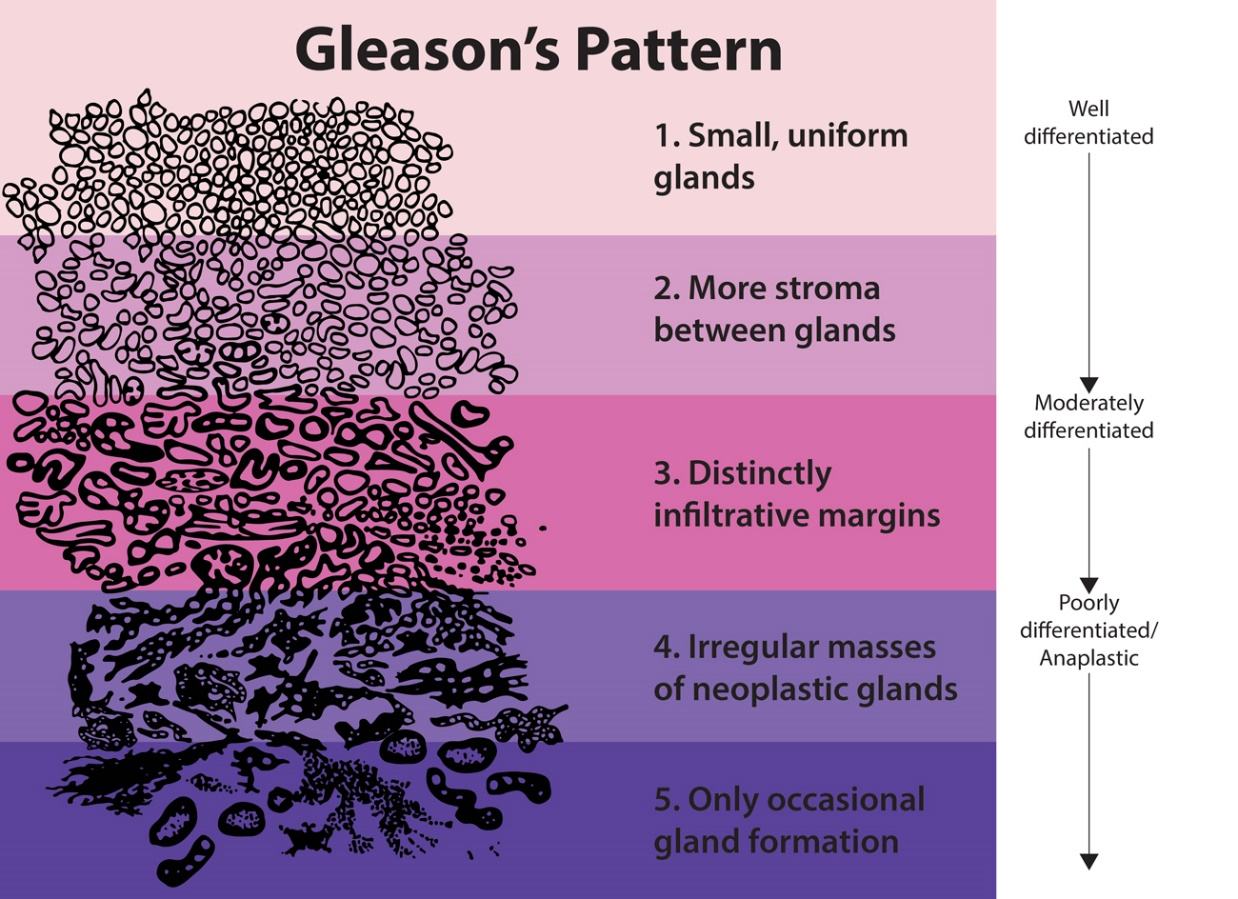 Gleason's Pattern
1. Small, uniform
glands
2. More stroma
between glands
3. Distinctly
infiltrative margins
4. Irregular masses
of neoplastic glands
5. Only occasional
gland formation
Well
differentiated
Moderately
differentiated
Poorly
differentiated/
Anaplastic